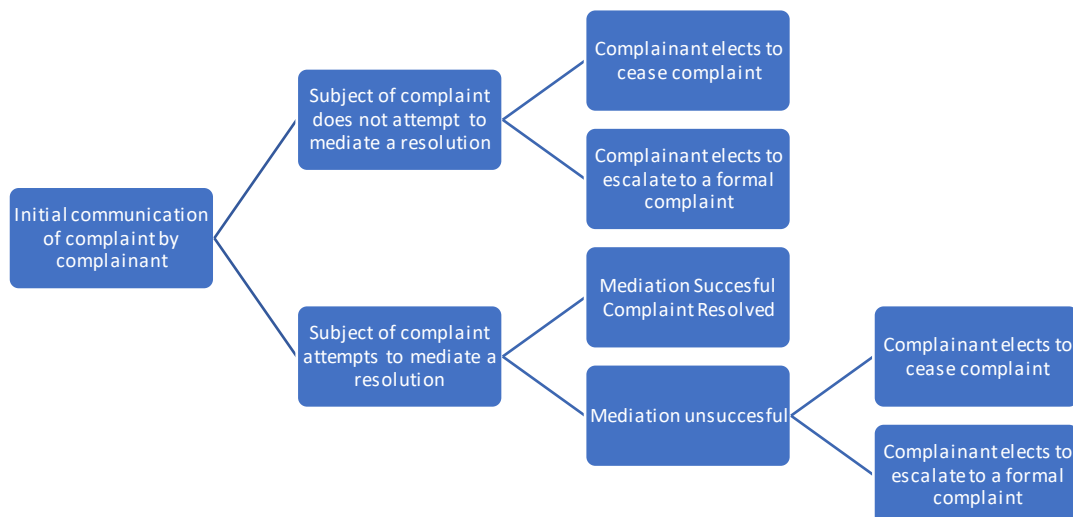 Complainant elects to
cease complaint
Subject of complaint
does not attempt to
mediate a resolution
Complainant elects to
escalate to a formal
complaint
Initial communication
of complaint by
complainant
Mediation Succesful
Complaint Resolved
Subject of complaint
attempts to mediate a
resolution
Mediation unsuccesful
Complainant elects to
cease complaint
Complainant elects to
escalate to a formal
complaint